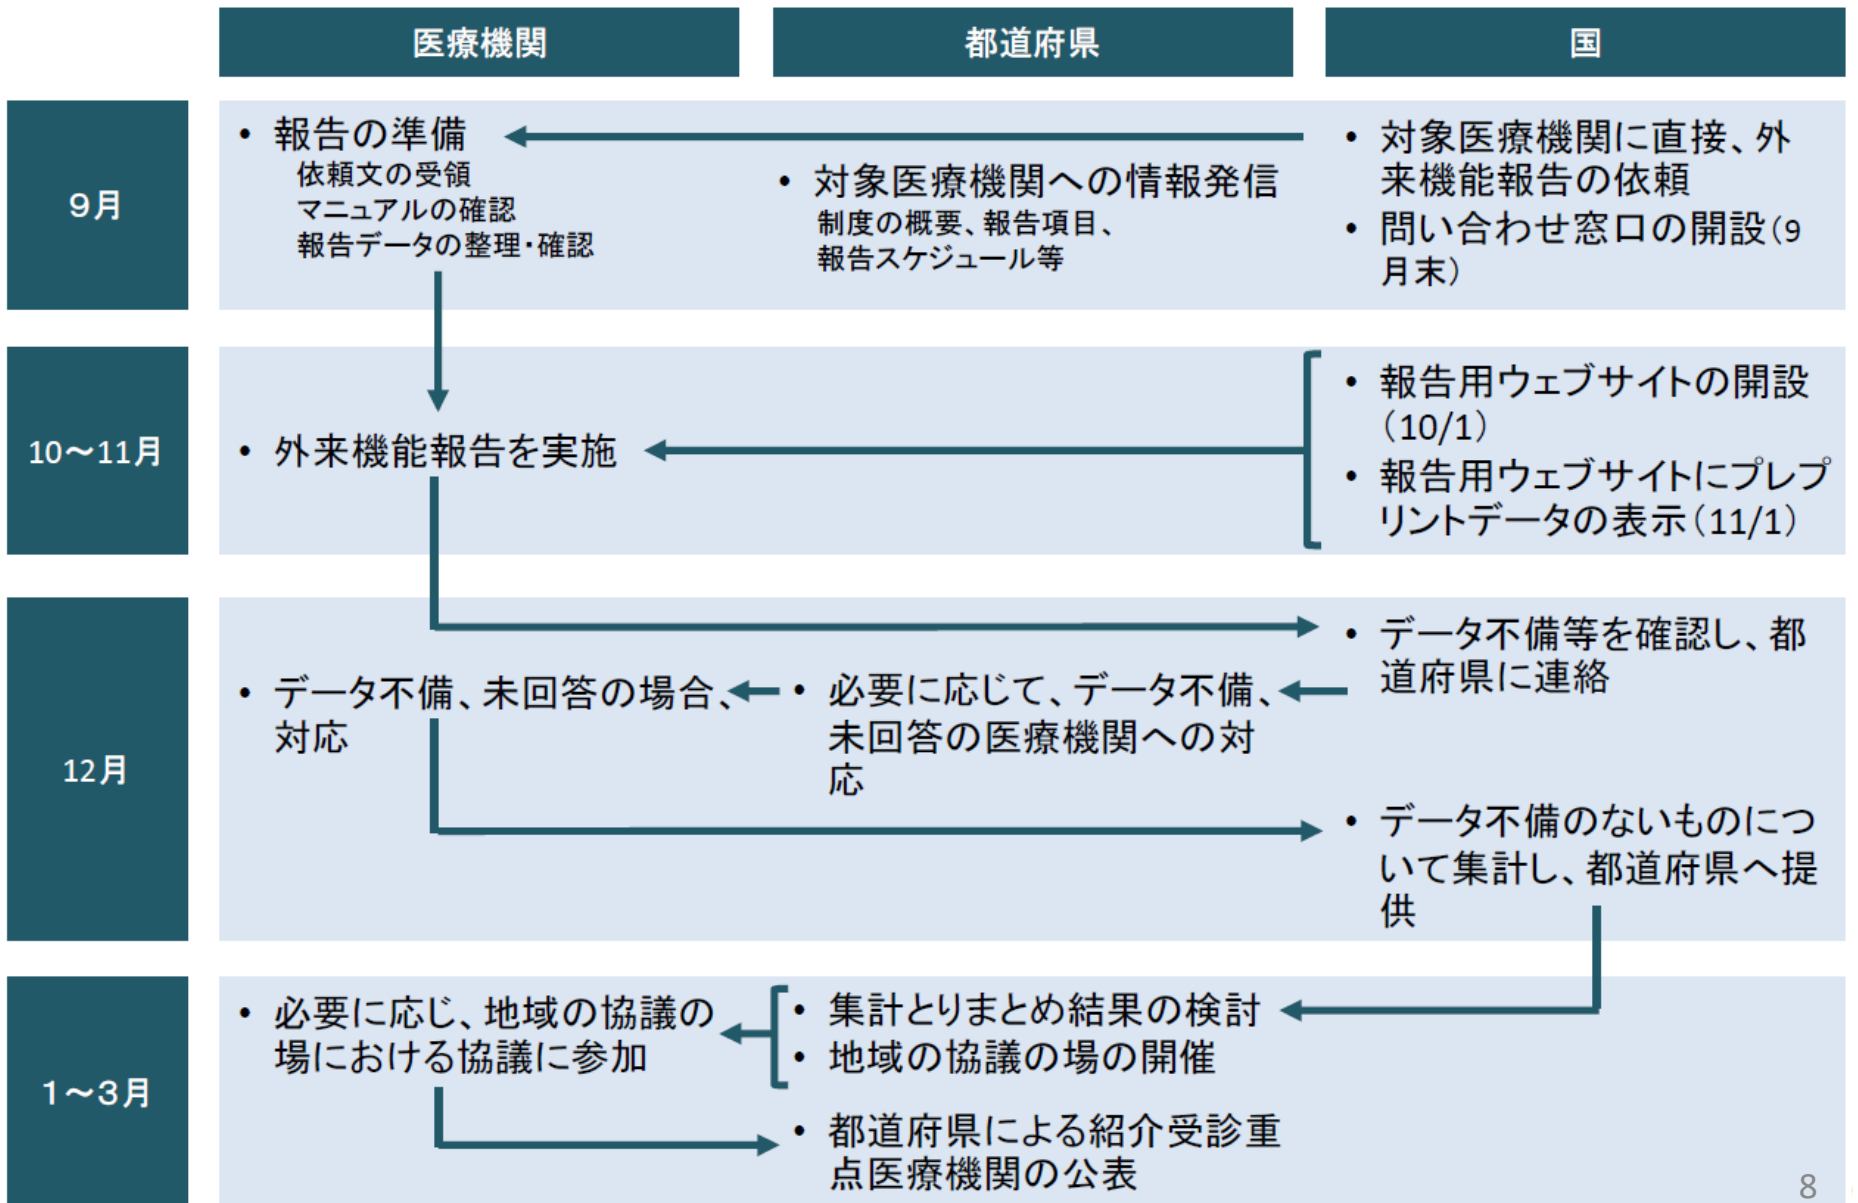 医療機関
都道府県
国
9月
• 報告の準備
依頼文の受領
マニュアルの確認
報告データの整理・確認
• 対象医療機関への情報発信
制度の概要、報告項目、
報告スケジュール等
• 対象医療機関に直接、外
来機能報告の依頼
• 問い合わせ窓口の開設（9
月末）
10～11月
• 外来機能報告を実施
• 報告用ウェブサイトの開設
（10/1）
• 報告用ウェブサイトにプレプ
リントデータの表示（11/1）
12月
• データ不備、未回答の場合、
対応
• 必要に応じて、データ不備、
未回答の医療機関への対
応
• データ不備等を確認し、都
道府県に連絡
• データ不備のないものにつ
いて集計し、都道府県へ提
供
1～3月
• 必要に応じ、地域の協議の
場における協議に参加
• 集計とりまとめ結果の検討
• 地域の協議の場の開催
• 都道府県による紹介受診重
点医療機関の公表
8